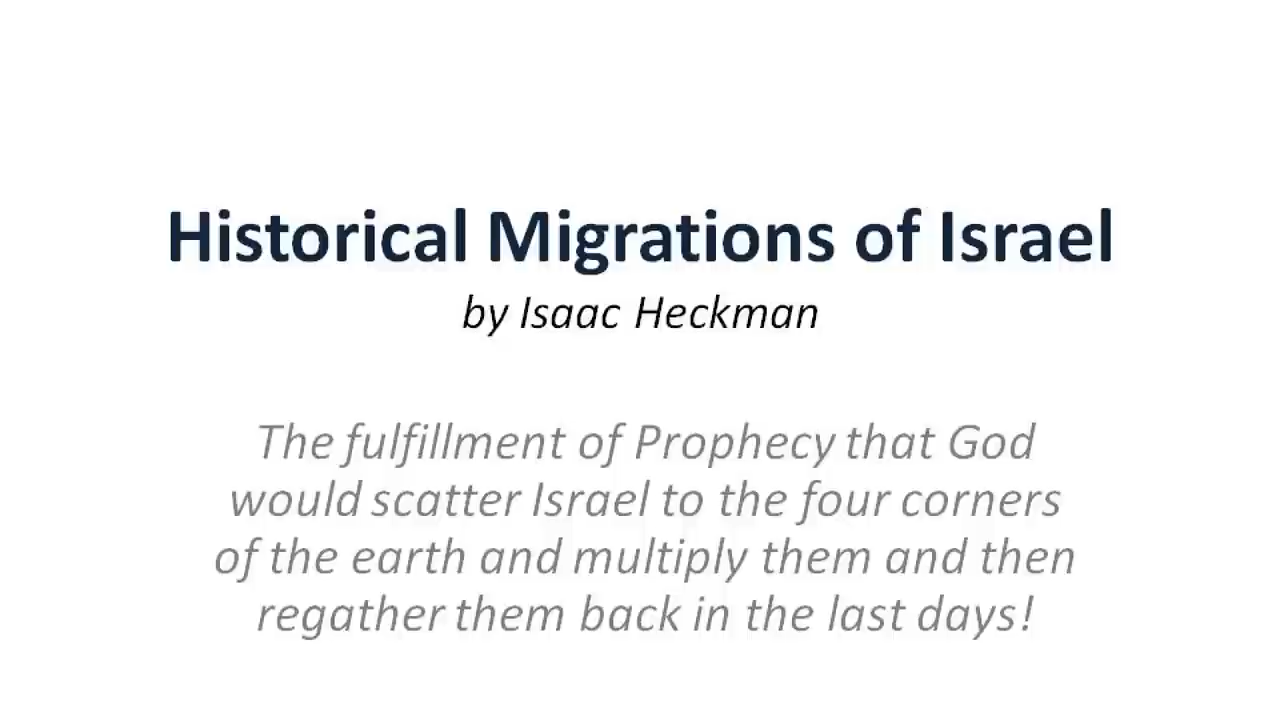 Historical Migrations of Israel
by Isaac Heckman
The fulfillment of Prophecy that God
would scatter Israel to the four corners
of the earth and multiply them and then
regather them back in the last days!